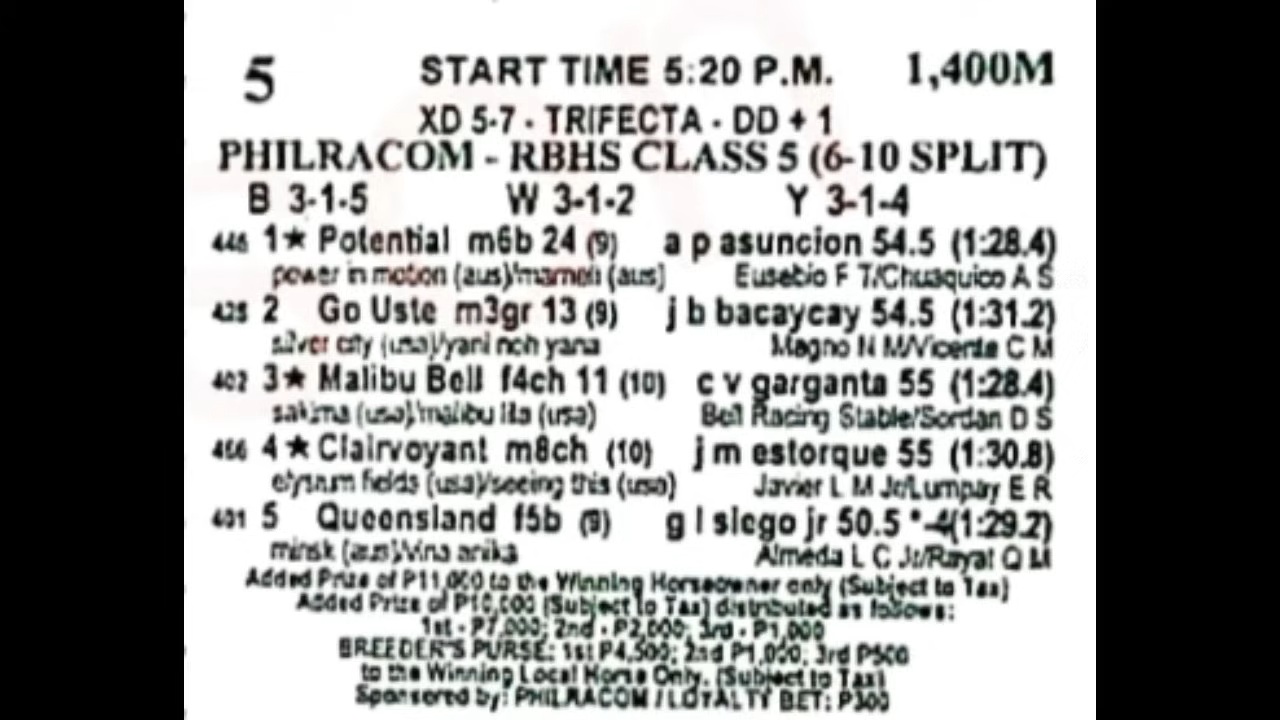 5 START TIME 5:20 P.M. 1,400M
XD 5-7 - TRIFECTA - DD + 1
PHILRACOM - RBHS CLASS 5 (6-10 SPLIT)
B 3-1-5 W 3-1-2 Y 3-1-4
446 1★ Potential m6b 24 (9) a p asuncion 54.5 (1:28.4)
power in motion (aus)/mameli (aus) Eusebio F T/Chuaquico A S
425 2 Go Uste m3gr 13 (9) j b bacaycay 54.5 (1:31.2)
silver city (usa)/yani noh yana Magno N M/Vicente C M
402 3★ Malibu Bell f4ch 11 (10) c v garganta 55 (1:28.4)
sakima (usa)/malibu lila (usa) Bell Racing Stable/Sordan D S
4★ Clairvoyant m8ch (10) j m estorque 55 (1:30.8)
elysium fields (usa)/seeing this (usa) Javier L M Jr/Lumpay E R
401 5 Queensland f5b (9) g l siego jr 50.5 *-4(1:29.2)
minsk (aus)/vina anika Almeda L C Jr/Rayat Q M
Added Prize of P11,000 to the Winning Horseowner only (Subject to Tax)
Added Prize of P10,000 (Subject to Tax) distributed as follows:
1st - P7,000; 2nd - P2,000; 3rd - P1,000
BREEDER'S PURSE: 1st P4,500; 2nd P1,000; 3rd P500
to the Winning Local Horse Only. (Subject to Tax)
Sponsored by: PHILRACOM / LOYALTY BET: P300